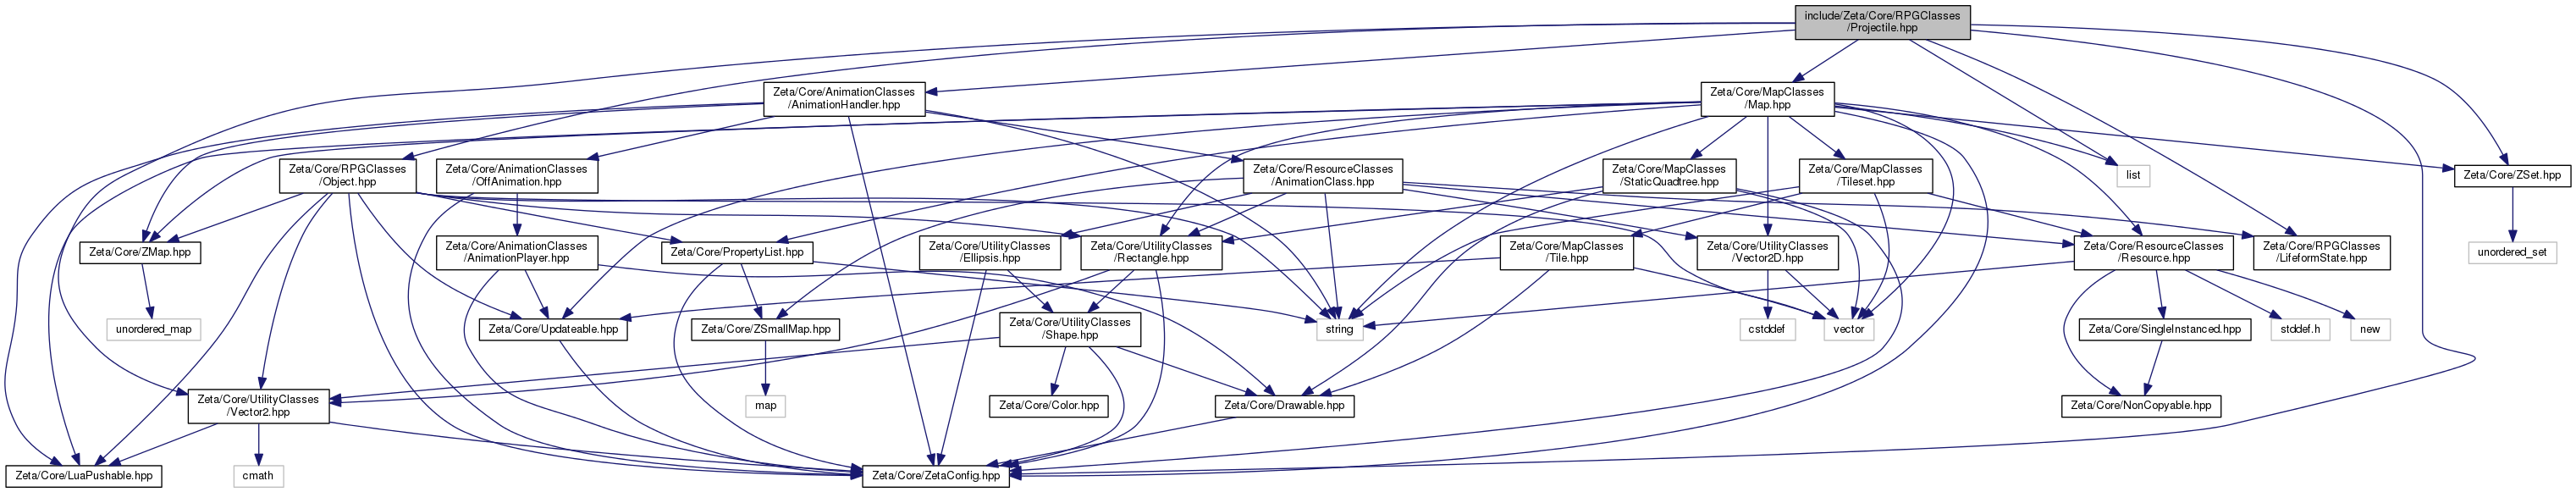 include/Zeta/Core/RPGClasses
/Projectile.hpp
Zeta/Core/AnimationClasses
/AnimationHandler.hpp
Zeta/Core/MapClasses
/Map.hpp
Zeta/Core/RPGClasses
/Object.hpp
Zeta/Core/AnimationClasses
/OffAnimation.hpp
Zeta/Core/ResourceClasses
/AnimationClass.hpp
Zeta/Core/MapClasses
/StaticQuadtree.hpp
Zeta/Core/MapClasses
/Tileset.hpp
list
Zeta/Core/ZSet.hpp
Zeta/Core/ZMap.hpp
Zeta/Core/AnimationClasses
/AnimationPlayer.hpp
Zeta/Core/PropertyList.hpp
Zeta/Core/UtilityClasses
/Ellipsis.hpp
Zeta/Core/UtilityClasses
/Rectangle.hpp
Zeta/Core/UtilityClasses
/Vector2D.hpp
Zeta/Core/MapClasses
/Tile.hpp
Zeta/Core/ResourceClasses
/Resource.hpp
Zeta/Core/RPGClasses
/LifeformState.hpp
unordered_set
unordered_map
Zeta/Core/Updateable.hpp
Zeta/Core/ZSmallMap.hpp
Zeta/Core/UtilityClasses
/Shape.hpp
string
cstddef
vector
Zeta/Core/SingleInstanced.hpp
stddef.h
new
Zeta/Core/UtilityClasses
/Vector2.hpp
map
Zeta/Core/Color.hpp
Zeta/Core/Drawable.hpp
Zeta/Core/NonCopyable.hpp
Zeta/Core/LuaPushable.hpp
cmath
Zeta/Core/ZetaConfig.hpp